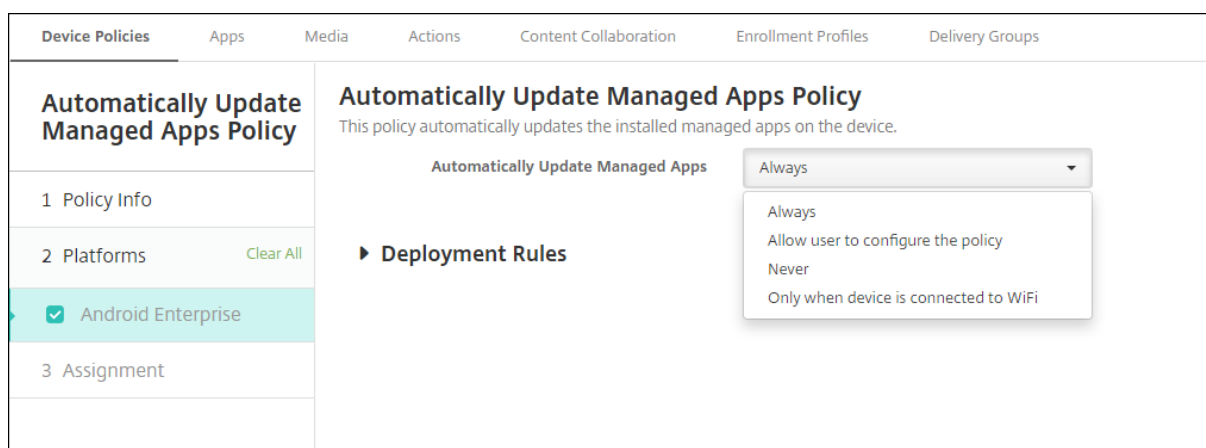 Device Policies Apps Media Actions Content Collaboration Enrollment Profiles Delivery Groups
Automatically Update
Managed Apps Policy
1 Policy Info
2 Platforms Clear All
Android Enterprise
3 Assignment
Automatically Update Managed Apps Policy
This policy automatically updates the installed managed apps on the device.
Automatically Update Managed Apps Always
Always
Allow user to configure the policy
Never
Only when device is connected to WiFi
Deployment Rules